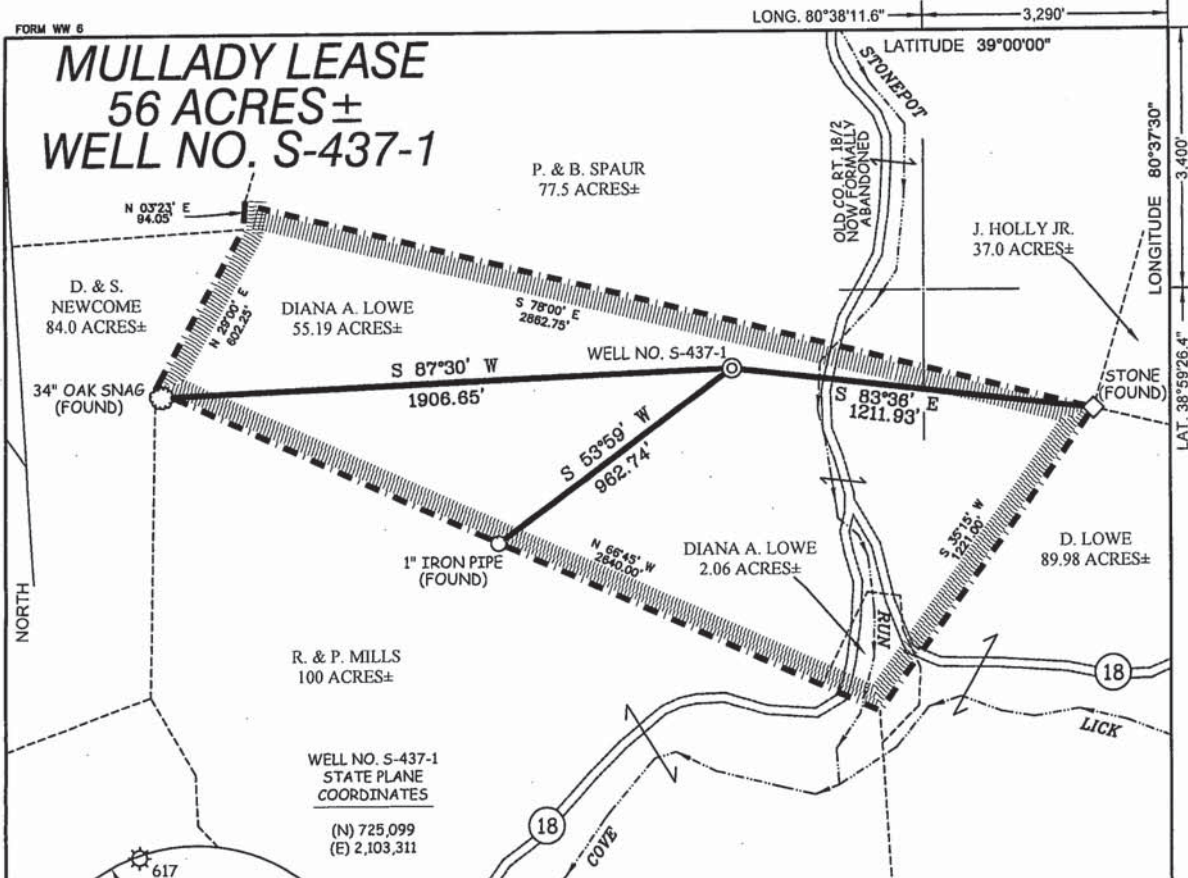 LONG. 80°38'11.6"
3,290'
FORM WW 6
LATITUDE 39°00'00"
MULLADY LEASE
56 ACRES±
WELL NO. S-437-1
STONEPOT
P. & B. SPAUR
77.5 ACRES±
OLD CO. RT. 18/2
NOW FORMALLY
ABANDONED
LONGITUDE 80°37'30"
3,400'
N 03°23' E
94.05'
J. HOLLY JR.
37.0 ACRES±
D. & S.
NEWCOME
84.0 ACRES±
N 29°00' E
602.25'
DIANA A. LOWE
55.19 ACRES±
S 78°00' E
2862.75'
WELL NO. S-437-1
LAT. 38°59'26.4"
34" OAK SNAG
(FOUND)
S 87°30' W
1906.65'
S 83°36' E
1211.93'
STONE
(FOUND)
S 53°59' W
962.74'
S 35°15' W
1221.00'
1" IRON PIPE
(FOUND)
N 66°45' W
2640.00'
DIANA A. LOWE
2.06 ACRES±
D. LOWE
89.98 ACRES±
NORTH
RUN
R. & P. MILLS
100 ACRES±
18
LICK
WELL NO. S-437-1
STATE PLANE
COORDINATES
(N) 725,099
(E) 2,103,311
18
COVE
617